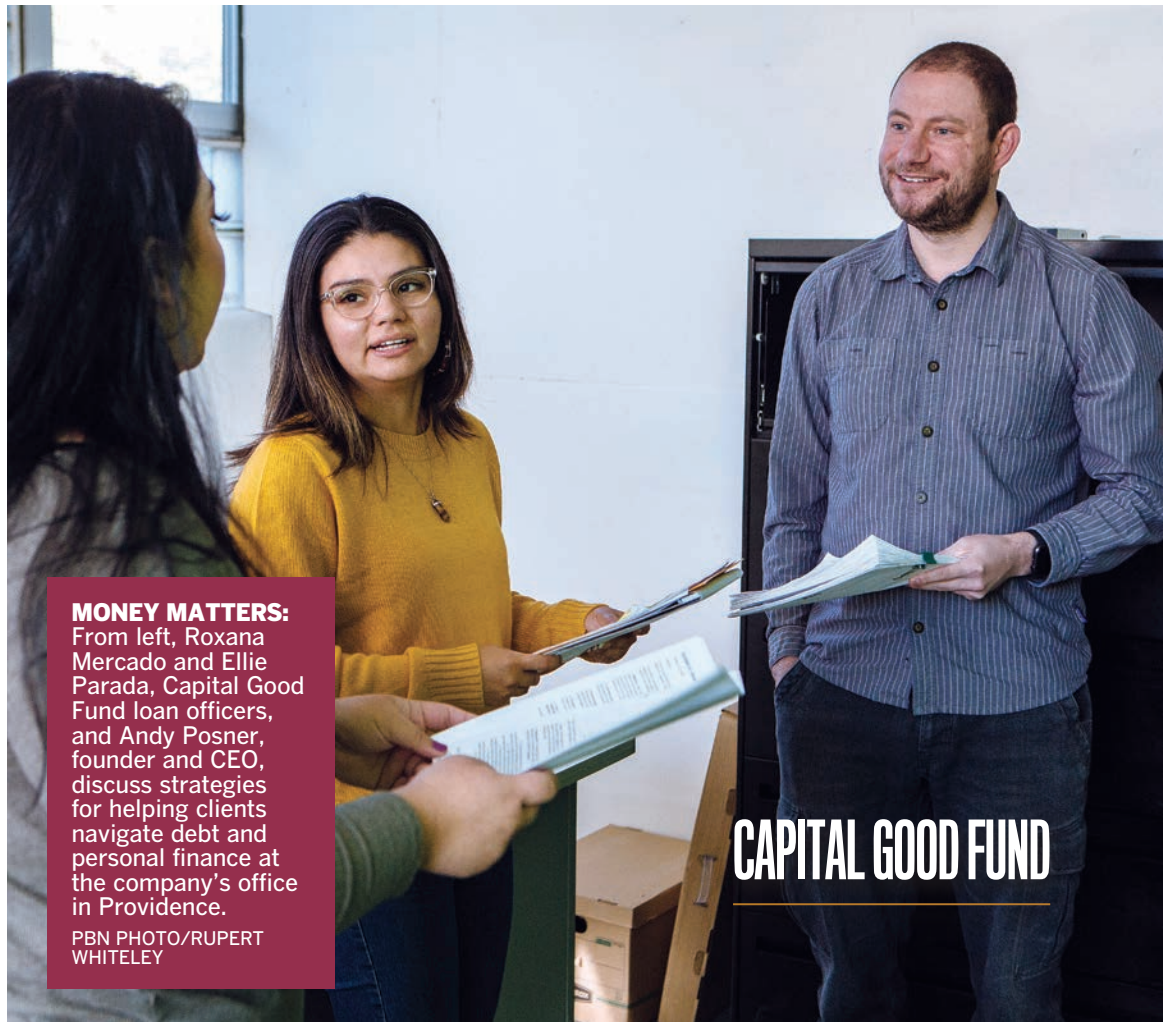 MONEY MATTERS:
From left, Roxana
Mercado and Ellie
Parada, Capital Good
Fund loan officers,
and Andy Posner,
founder and CEO,
discuss strategies
for helping clients
navigate debt and
personal finance at
the company's office
in Providence.
PBN PHOTO/RUPERT
WHITELEY
CAPITAL GOOD FUND